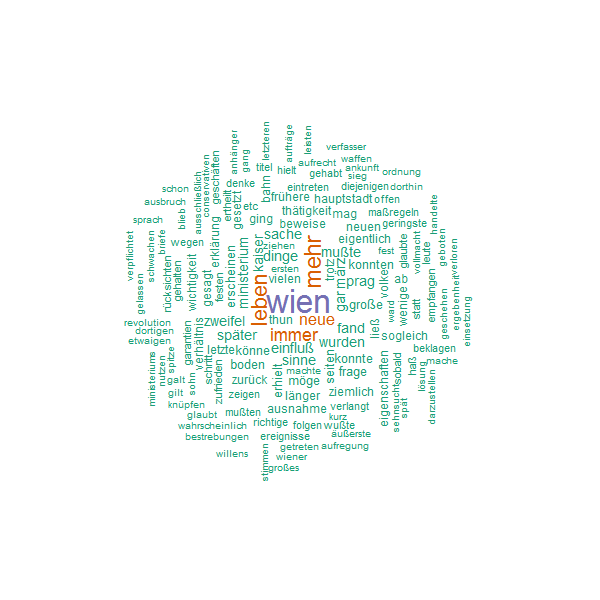 wien
mehr
leben
immer
neue
verfasser
leisten
aufträge
letzteren
waffen
anhänger
gang
titel
hielt
aufrecht
ankunft
sieg
ordnung
gehabt
schon
ausschließlich
conservativen
geschäften
denke
bahn
eintreten
diejenigen
dorthin
ausbruch
ertheilt
gesetzt
etc
frühere
hauptstadt
offen
handelte
blieb
thätigkeit
mag
maßregeln
sprach
ging
beweise
neuen
geringste
verpflichtet
briefe
wegen
erklärung
sache
eigentlich
glaubte
vollmacht
leute
geboten
verloren
schwachen
ziehen
kaiser
dinge
mußte
fest
gelassen
rücksichten
gehalten
wichtigkeit
gesagt
festen
erscheinen
ministerium
ersten
vielen
trotz
märz
konnten
prag
volken
ab
wenige
empfangen
geschehen
ergebenheit
einsetzung
gar
große
ward
statt
revolution
dortigen
etwaigen
garantien
verhältnis
zweifel
thun
fand
ließ
sogleich
später
wurden
ministeriums
nutzen
spitze
letzte
könne
einfluß
sinne
konnte
seiten
beklagen
mache
schritt
boden
machte
frage
eigenschaften
sobald
haß
lösung
galt
sohn
zufrieden
zurück
erhielt
möge
gilt
zeigen
länger
ziemlich
sehnsucht
spät
darzustellen
knüpfen
glaubt
mußten
ausnahme
verlangt
kurz
wahrscheinlich
richtige
folgen
wußte
bestrebungen
ereignisse
äußerste
willens
stimmen
getreten
aufregung
wiener
großes